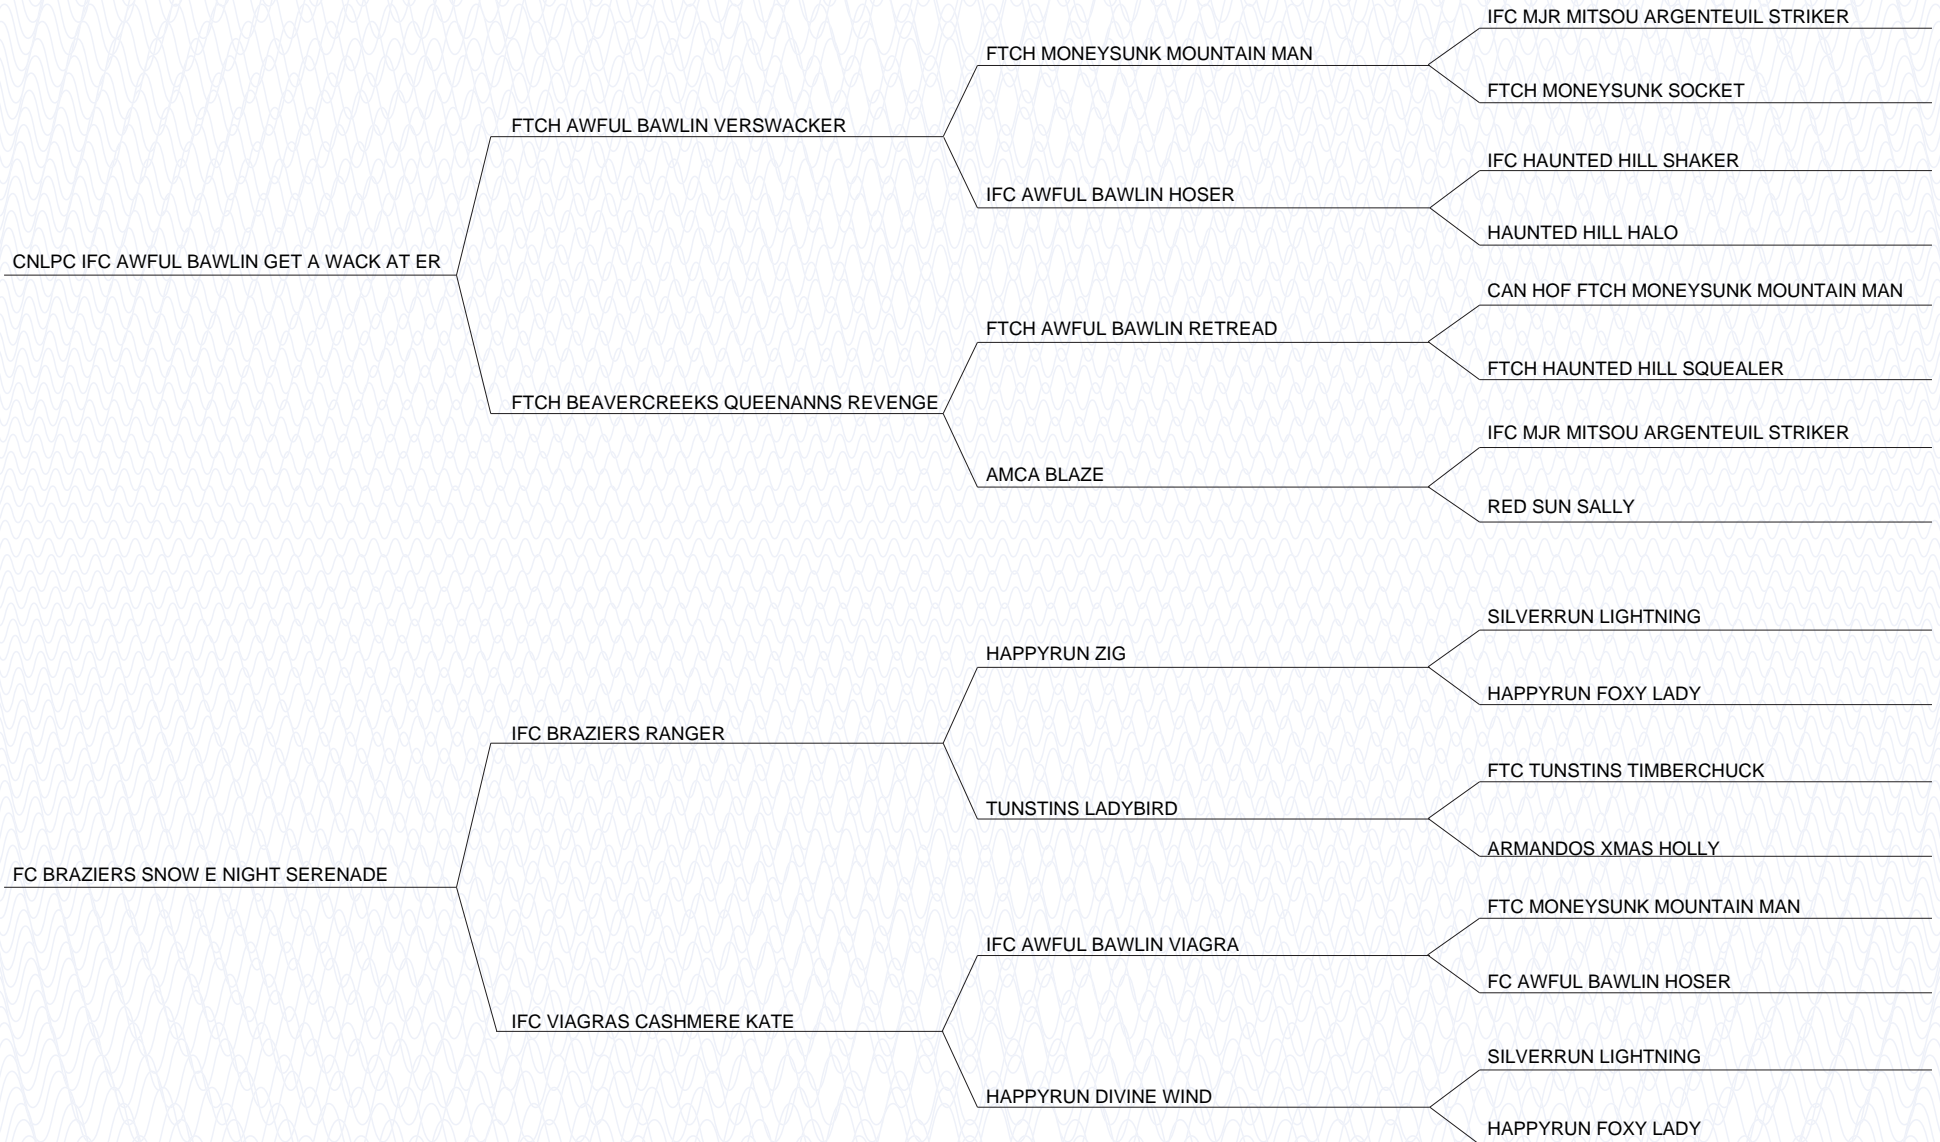 IFC MJR MITSOU ARGENTEUIL STRIKER
FTCH MONEYSUNK MOUNTAIN MAN
FTCH MONEYSUNK SOCKET
FTCH AWFUL BAWLIN VERSWACKER
IFC HAUNTED HILL SHAKER
IFC AWFUL BAWLIN HOSER
HAUNTED HILL HALO
CNLPC IFC AWFUL BAWLIN GET A WACK AT ER
CAN HOF FTCH MONEYSUNK MOUNTAIN MAN
FTCH AWFUL BAWLIN RETREAD
FTCH HAUNTED HILL SQUEALER
FTCH BEAVERCREEKS QUEENANNS REVENGE
IFC MJR MITSOU ARGENTEUIL STRIKER
AMCA BLAZE
RED SUN SALLY
SILVERRUN LIGHTNING
HAPPYRUN ZIG
HAPPYRUN FOXY LADY
IFC BRAZIERS RANGER
FTC TUNSTINS TIMBERCHUCK
TUNSTINS LADYBIRD
ARMANDOS XMAS HOLLY
FC BRAZIERS SNOW E NIGHT SERENADE
FTC MONEYSUNK MOUNTAIN MAN
IFC AWFUL BAWLIN VIAGRA
FC AWFUL BAWLIN HOSER
IFC VIAGRAS CASHMERE KATE
SILVERRUN LIGHTNING
HAPPYRUN DIVINE WIND
HAPPYRUN FOXY LADY